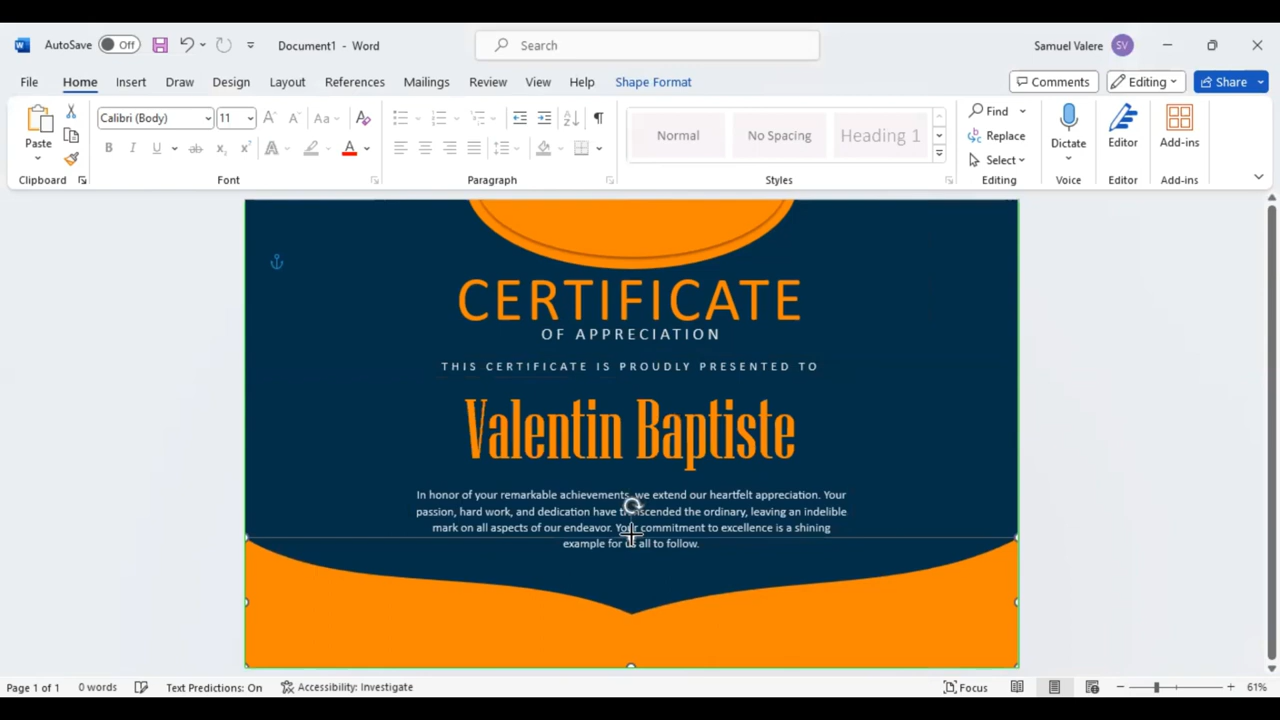 AutoSave Off Document1 - Word Search Samuel Valere SV
File Home Insert Draw Design Layout References Mailings Review View Help Shape Format Comments Editing Share
Paste Calibri (Body) 11 Normal No Spacing Heading 1 Find Replace Select Dictate Editor Add-ins
Clipboard Font Paragraph Styles Editing Voice Editor Add-ins
CERTIFICATE
OF APPRECIATION
THIS CERTIFICATE IS PROUDLY PRESENTED TO
Valentin Baptiste
In honor of your remarkable achievements, we extend our heartfelt appreciation. Your
passion, hard work, and dedication have transcended the ordinary, leaving an indelible
mark on all aspects of our endeavor. Your commitment to excellence is a shining
example for us all to follow.
Page 1 of 1 0 words Text Predictions: On Accessibility: Investigate Focus 61%